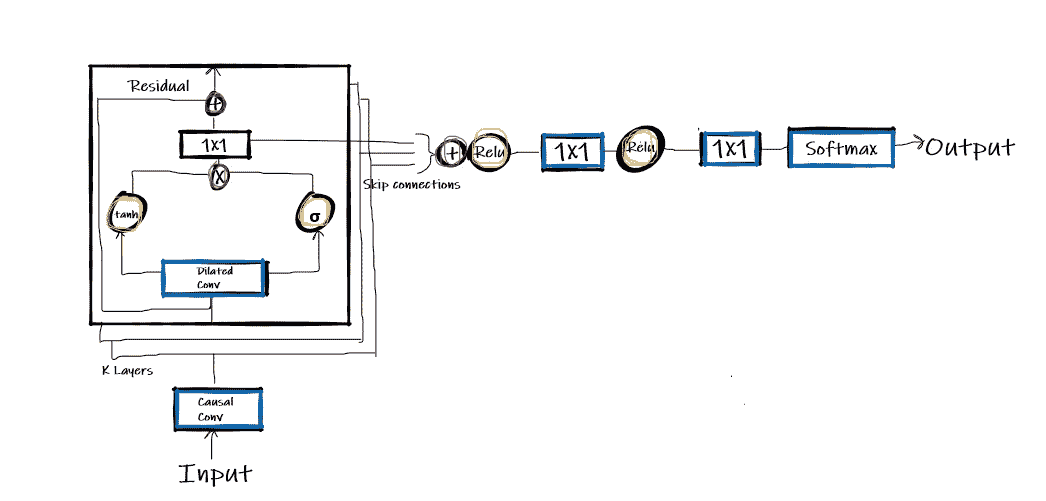 Residual
+
1x1
x
tanh
σ
Dilated
Conv
K Layers
Causal
Conv
Input
Skip connections
+
Relu
1x1
Relu
1x1
Softmax
Output